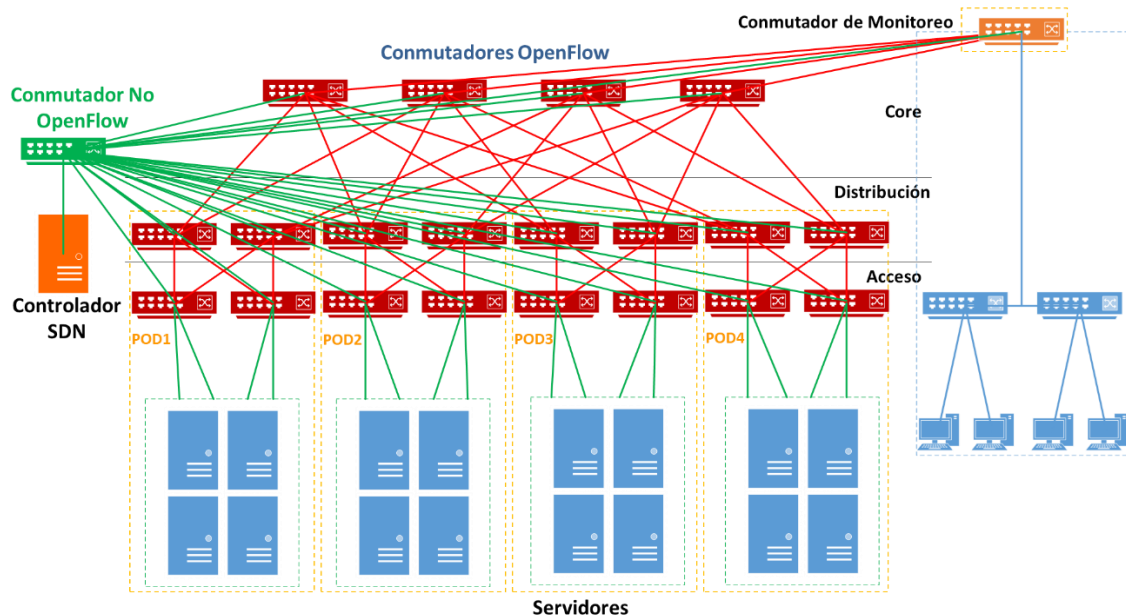 Conmutador de Monitoreo
Conmutadores OpenFlow
Conmutador No
OpenFlow
Core
Distribución
Acceso
Controlador
SDN
POD1
POD2
POD3
POD4
Servidores